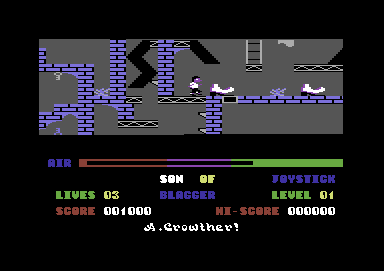 AIR
SON OF JOYSTICK
LIVES 03 BLAGGER LEVEL 01
SCORE 001000 HI-SCORE 000000
A.Crowther!